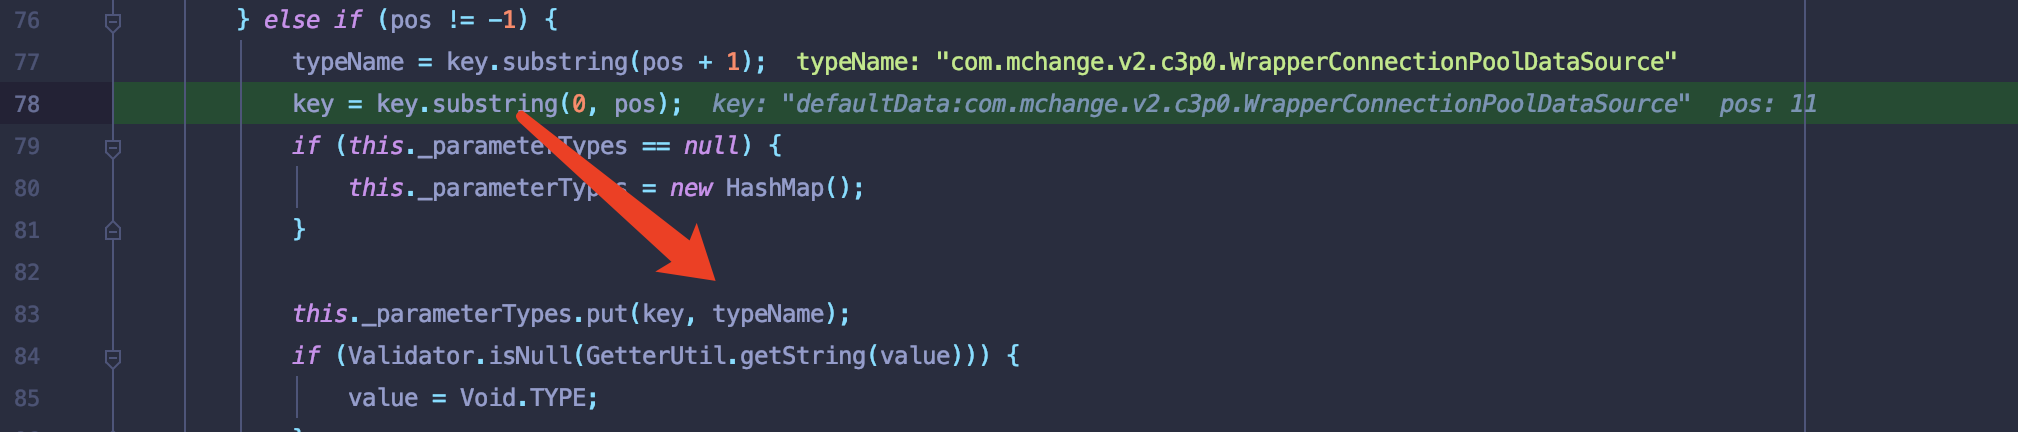 76 } else if (pos != -1) {
77 typeName = key.substring(pos + 1); typeName: "com.mchange.v2.c3p0.WrapperConnectionPoolDataSource"
78 key = key.substring(0, pos); key: "defaultData:com.mchange.v2.c3p0.WrapperConnectionPoolDataSource" pos: 11
79 if (this._parameterTypes == null) {
80 this._parameterTypes = new HashMap();
81 }
82
83 this._parameterTypes.put(key, typeName);
84 if (Validator.isNull(GetterUtil.getString(value))) {
85 value = Void.TYPE;